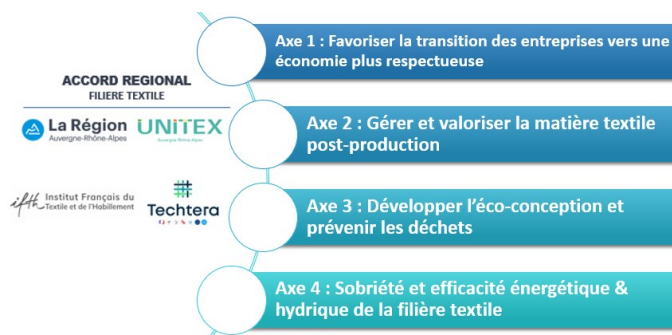 ACCORD REGIONAL
FILIERE TEXTILE
La Région
Auvergne-Rhône-Alpes
UNITEX
Auvergne Rhône-Alpes
ifth
Institut Français du
Textile et de l'Habillement
Techtera
Axe 1 : Favoriser la transition des entreprises vers une
économie plus respectueuse
Axe 2 : Gérer et valoriser la matière textile
post-production
Axe 3 : Développer l'éco-conception et
prévenir les déchets
Axe 4 : Sobriété et efficacité énergétique &
hydrique de la filière textile